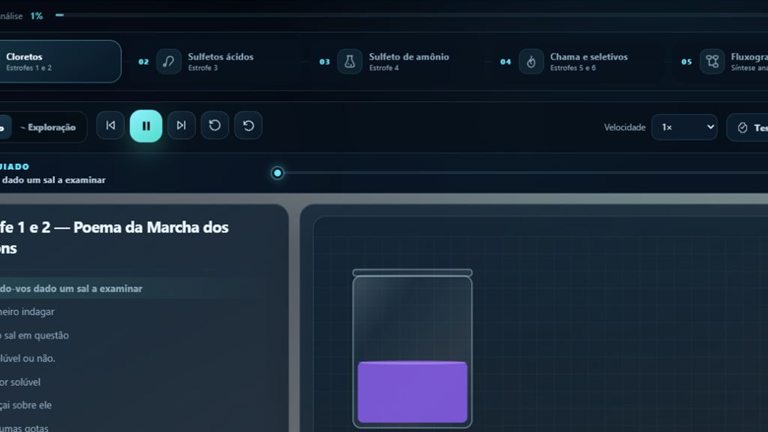 nálise 1%
Cloretos
Estrofes 1 e 2
02 Sulfetos ácidos
Estrofe 3
03 Sulfeto de amônio
Estrofe 4
04 Chama e seletivos
Estrofes 5 e 6
05 Fluxogra
Síntese ana
o ~ Exploração
Velocidade 1× Tes
UIADO
dado um sal a examinar
fe 1 e 2 — Poema da Marcha dos
ons
do-vos dado um sal a examinar
neiro indagar
o sal em questão
olúvel ou não.
or solúvel
çai sobre ele
umas gotas